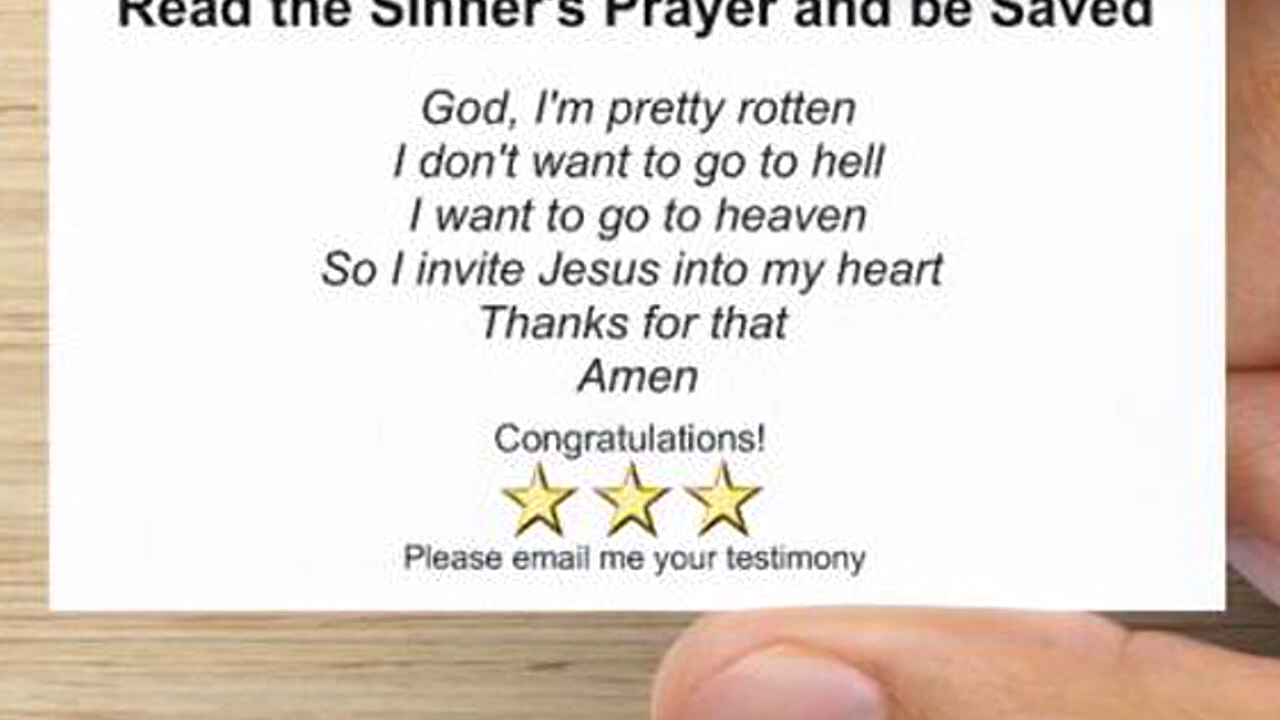 Read the Sinner's Prayer and be Saved
God, I'm pretty rotten
I don't want to go to hell
I want to go to heaven
So I invite Jesus into my heart
Thanks for that
Amen
Congratulations!
Please email me your testimony